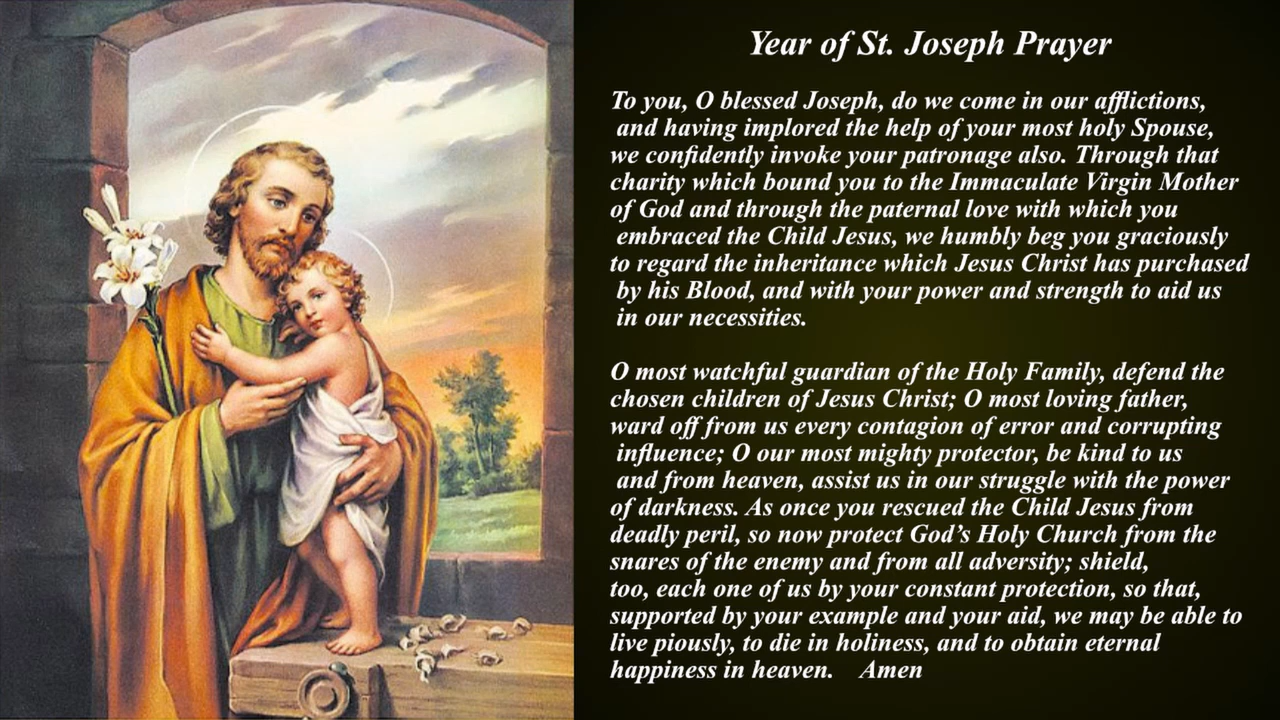 Year of St. Joseph Prayer
To you, O blessed Joseph, do we come in our afflictions,
and having implored the help of your most holy Spouse,
we confidently invoke your patronage also. Through that
charity which bound you to the Immaculate Virgin Mother
of God and through the paternal love with which you
embraced the Child Jesus, we humbly beg you graciously
to regard the inheritance which Jesus Christ has purchased
by his Blood, and with your power and strength to aid us
in our necessities.
O most watchful guardian of the Holy Family, defend the
chosen children of Jesus Christ; O most loving father,
ward off from us every contagion of error and corrupting
influence; O our most mighty protector, be kind to us
and from heaven, assist us in our struggle with the power
of darkness. As once you rescued the Child Jesus from
deadly peril, so now protect God’s Holy Church from the
snares of the enemy and from all adversity; shield,
too, each one of us by your constant protection, so that,
supported by your example and your aid, we may be able to
live piously, to die in holiness, and to obtain eternal
happiness in heaven. Amen